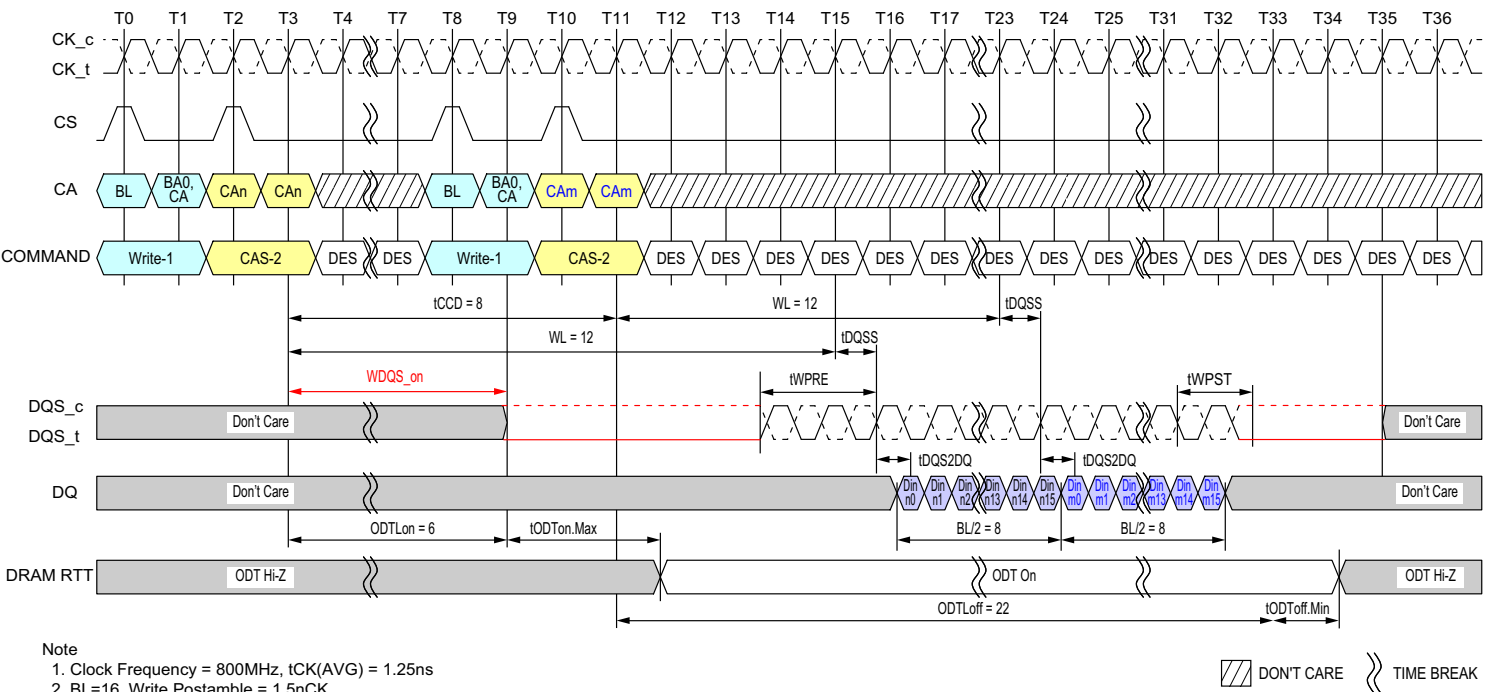 T0 T1 T2 T3 T4 T7 T8 T9 T10 T11 T12 T13 T14 T15 T16 T17 T23 T24 T25 T31 T32 T33 T34 T35 T36
CK_c
CK_t
CS
CA BL BA0, CA CAn CAn BL BA0, CA CAm CAm
COMMAND Write-1 CAS-2 DES DES Write-1 CAS-2 DES DES DES DES DES DES DES DES DES DES DES DES DES DES DES
tCCD = 8 WL = 12 tDQSS
WL = 12 tDQSS
WDQS_on tWPRE tWPST
DQS_c
DQS_t
Don't Care Don't Care
tDQS2DQ tDQS2DQ
DQ Don't Care Din n0 Din n1 Din n2 Din n13 Din n14 Din n15 Din m0 Din m1 Din m2 Din m13 Din m14 Din m15 Don't Care
ODTLon = 6 tODTon.Max BL/2 = 8 BL/2 = 8
DRAM RTT ODT Hi-Z ODT On ODT Hi-Z
ODTLoff = 22 tODToff.Min
Note
1. Clock Frequency = 800MHz, tCK(AVG) = 1.25ns
2. BL=16, Write Postamble = 1.5nCK
DON'T CARE TIME BREAK